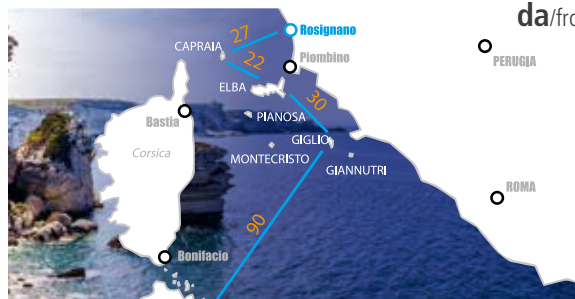 da/fro
27
Rosignano
CAPRAIA
22
Piombino
PERUGIA
ELBA
30
Bastia
PIANOSA
GIGLIO
Corsica
MONTECRISTO
GIANNUTRI
ROMA
90
Bonifacio